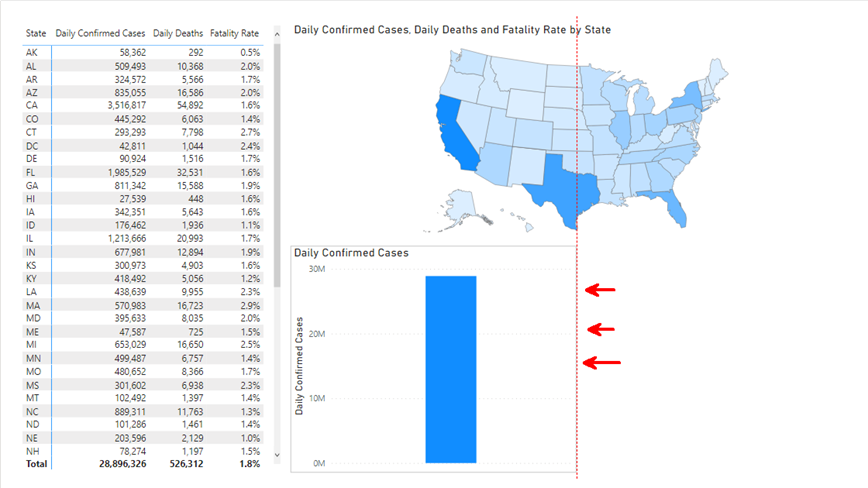 State Daily Confirmed Cases Daily Deaths Fatality Rate
AK 58,362 292 0.5%
AL 509,493 10,368 2.0%
AR 324,572 5,566 1.7%
AZ 835,055 16,586 2.0%
CA 3,516,817 54,892 1.6%
CO 445,292 6,063 1.4%
CT 293,293 7,798 2.7%
DC 42,811 1,044 2.4%
DE 90,924 1,516 1.7%
FL 1,985,529 32,531 1.6%
GA 811,342 15,588 1.9%
HI 27,539 448 1.6%
IA 342,351 5,643 1.6%
ID 176,462 1,936 1.1%
IL 1,213,666 20,993 1.7%
IN 677,981 12,894 1.9%
KS 300,973 4,903 1.6%
KY 418,492 5,056 1.2%
LA 438,639 9,955 2.3%
MA 570,983 16,723 2.9%
MD 395,633 8,035 2.0%
ME 47,587 725 1.5%
MI 653,029 16,650 2.5%
MN 499,487 6,757 1.4%
MO 480,652 8,366 1.7%
MS 301,602 6,938 2.3%
MT 102,492 1,397 1.4%
NC 889,311 11,763 1.3%
ND 101,286 1,461 1.4%
NE 203,596 2,129 1.0%
NH 78,274 1,197 1.5%
Total 28,896,326 526,312 1.8%
Daily Confirmed Cases, Daily Deaths and Fatality Rate by State
Daily Confirmed Cases
30M
20M
10M
0M
Daily Confirmed Cases